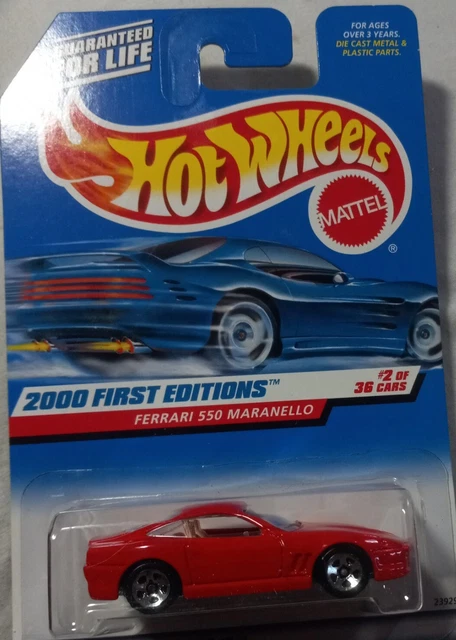 GUARANTEED
FOR LIFE
FOR AGES
OVER 3 YEARS.
DIE CAST METAL &
PLASTIC PARTS.
HOT WHEELS
MATTEL
®
2000 FIRST EDITIONS™
#2 OF
36 CARS
FERRARI 550 MARANELLO